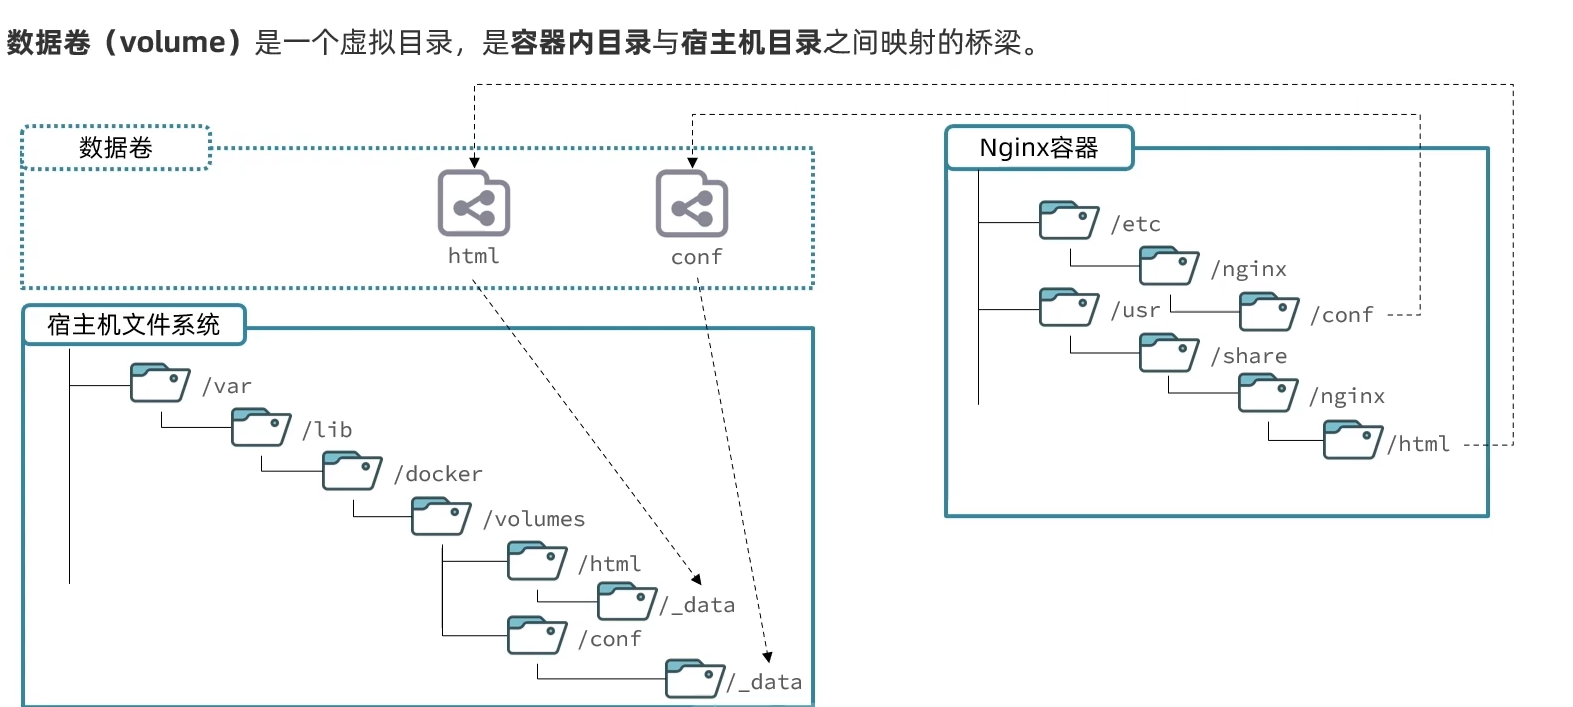 数据卷（volume）是一个虚拟目录，是容器内目录与宿主机目录之间映射的桥梁。
数据卷
html
conf
宿主机文件系统
/var
/lib
/docker
/volumes
/html
/_data
/conf
/_data
Nginx容器
/etc
/nginx
/conf
/usr
/share
/nginx
/html